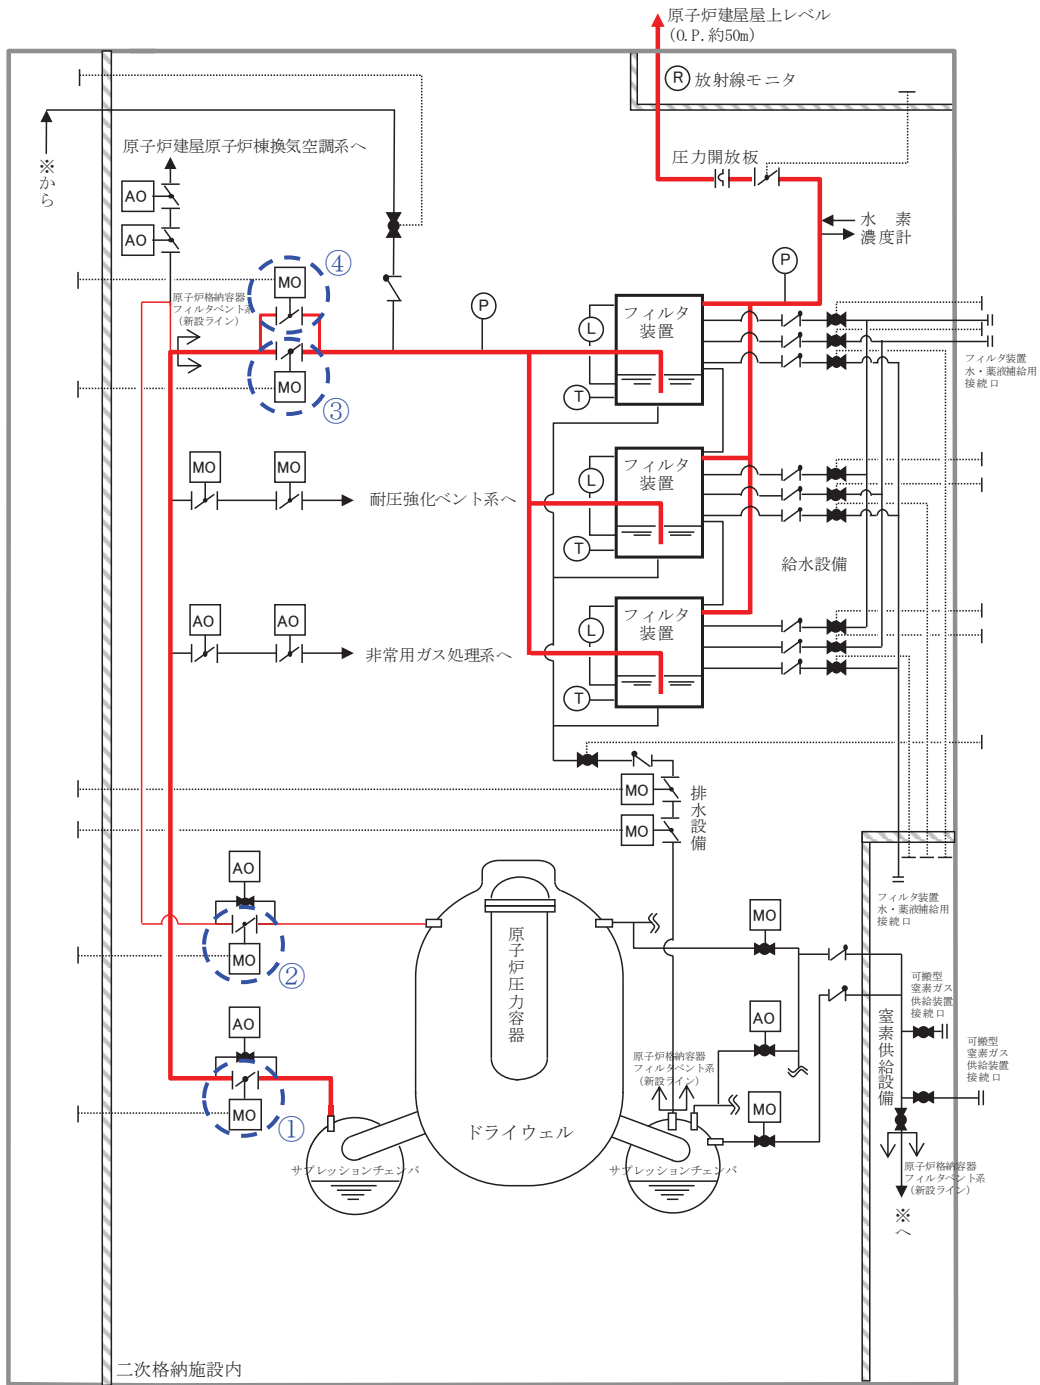 原子炉建屋屋上レベル
(O.P.約50m)
R
放射線モニタ
圧力開放板
※から
原子炉建屋原子炉棟換気空調系へ
AO
AO
水　素
濃度計
P
④
MO
原子炉格納容器
フィルタベント系
(新設ライン)
P
MO
③
フィルタ
装置
L
T
フィルタ装置
水・薬液補給用
接続口
MO
MO
耐圧強化ベント系へ
フィルタ
装置
L
T
給水設備
AO
AO
非常用ガス処理系へ
フィルタ
装置
L
T
MO
MO
排水設備
AO
MO
②
AO
MO
①
原子炉圧力容器
ドライウェル
サプレッションチェンバ
サプレッションチェンバ
原子炉格納容器
フィルタベント系
(新設ライン)
MO
AO
MO
フィルタ装置
水・薬液補給用
接続口
可搬型
窒素ガス
供給装置
接続口
可搬型
窒素ガス
供給装置
接続口
窒素供給設備
原子炉格納容器
フィルタベント系
(新設ライン)
※へ
二次格納施設内